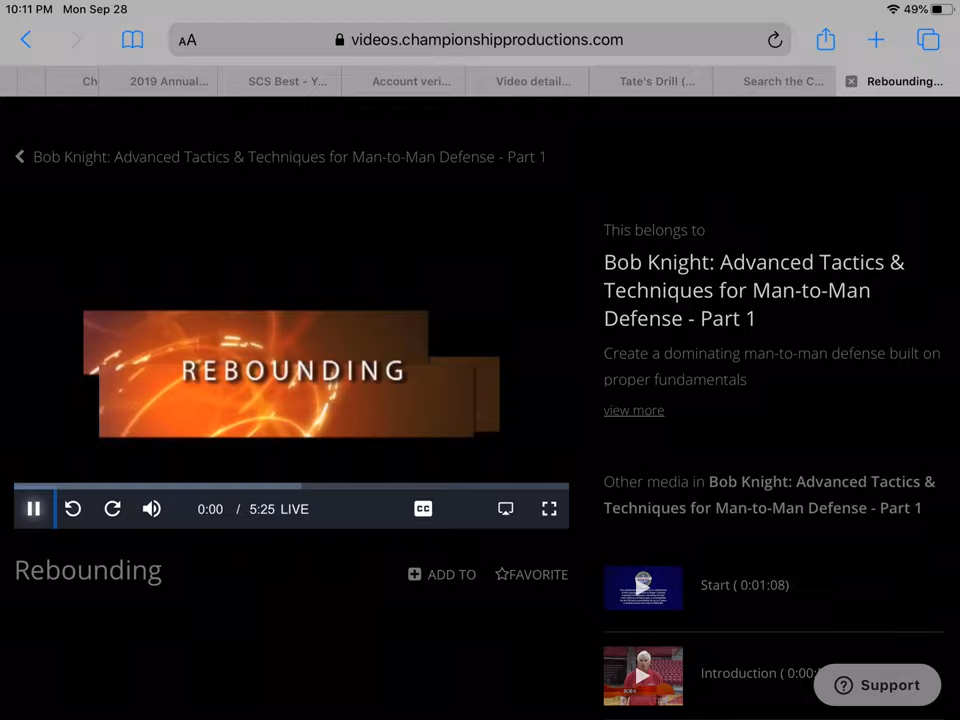 10:11 PM Mon Sep 28
49%
AA
videos.championshipproductions.com
Ch
2019 Annual...
SCS Best - Y...
Account veri...
Video detail...
Tate's Drill (...
Search the C...
Rebounding...
Bob Knight: Advanced Tactics & Techniques for Man-to-Man Defense - Part 1
REBOUNDING
0:00 / 5:25 LIVE
CC
Rebounding
ADD TO
FAVORITE
This belongs to
Bob Knight: Advanced Tactics &
Techniques for Man-to-Man
Defense - Part 1
Create a dominating man-to-man defense built on
proper fundamentals
view more
Other media in Bob Knight: Advanced Tactics &
Techniques for Man-to-Man Defense - Part 1
Start ( 0:01:08)
Introduction ( 0:00:
Support